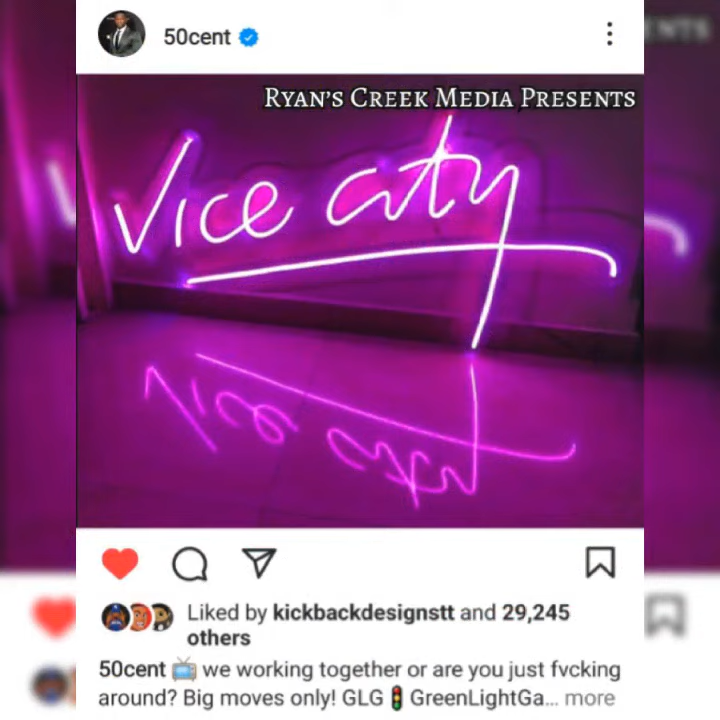 50cent
RYAN'S CREEK MEDIA PRESENTS
Vice city
Liked by kickbackdesignstt and 29,245
others
50cent 📺 we working together or are you just fvcking
around? Big moves only! GLG 🚦 GreenLightGa... more